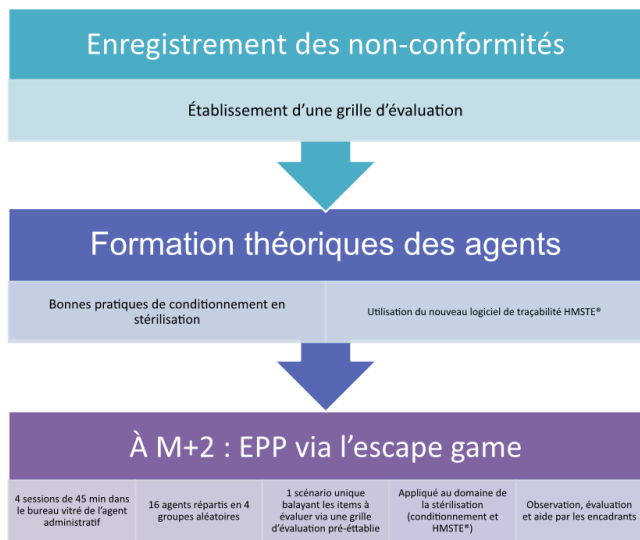 Enregistrement des non-conformités
Établissement d'une grille d'évaluation
Formation théoriques des agents
Bonnes pratiques de conditionnement en
stérilisation
Utilisation du nouveau logiciel de traçabilité HMSTE®
À M+2 : EPP via l'escape game
4 sessions de 45 min dans
le bureau vitré de l'agent
administratif
16 agents répartis en 4
groupes aléatoires
1 scénario unique
balayant les items à
évaluer via une grille
d'évaluation pré-éttablie
Appliqué au domaine de
la stérilisation
(conditionnement et
HMSTE®)
Observation, évaluation
et aide par les encadrants